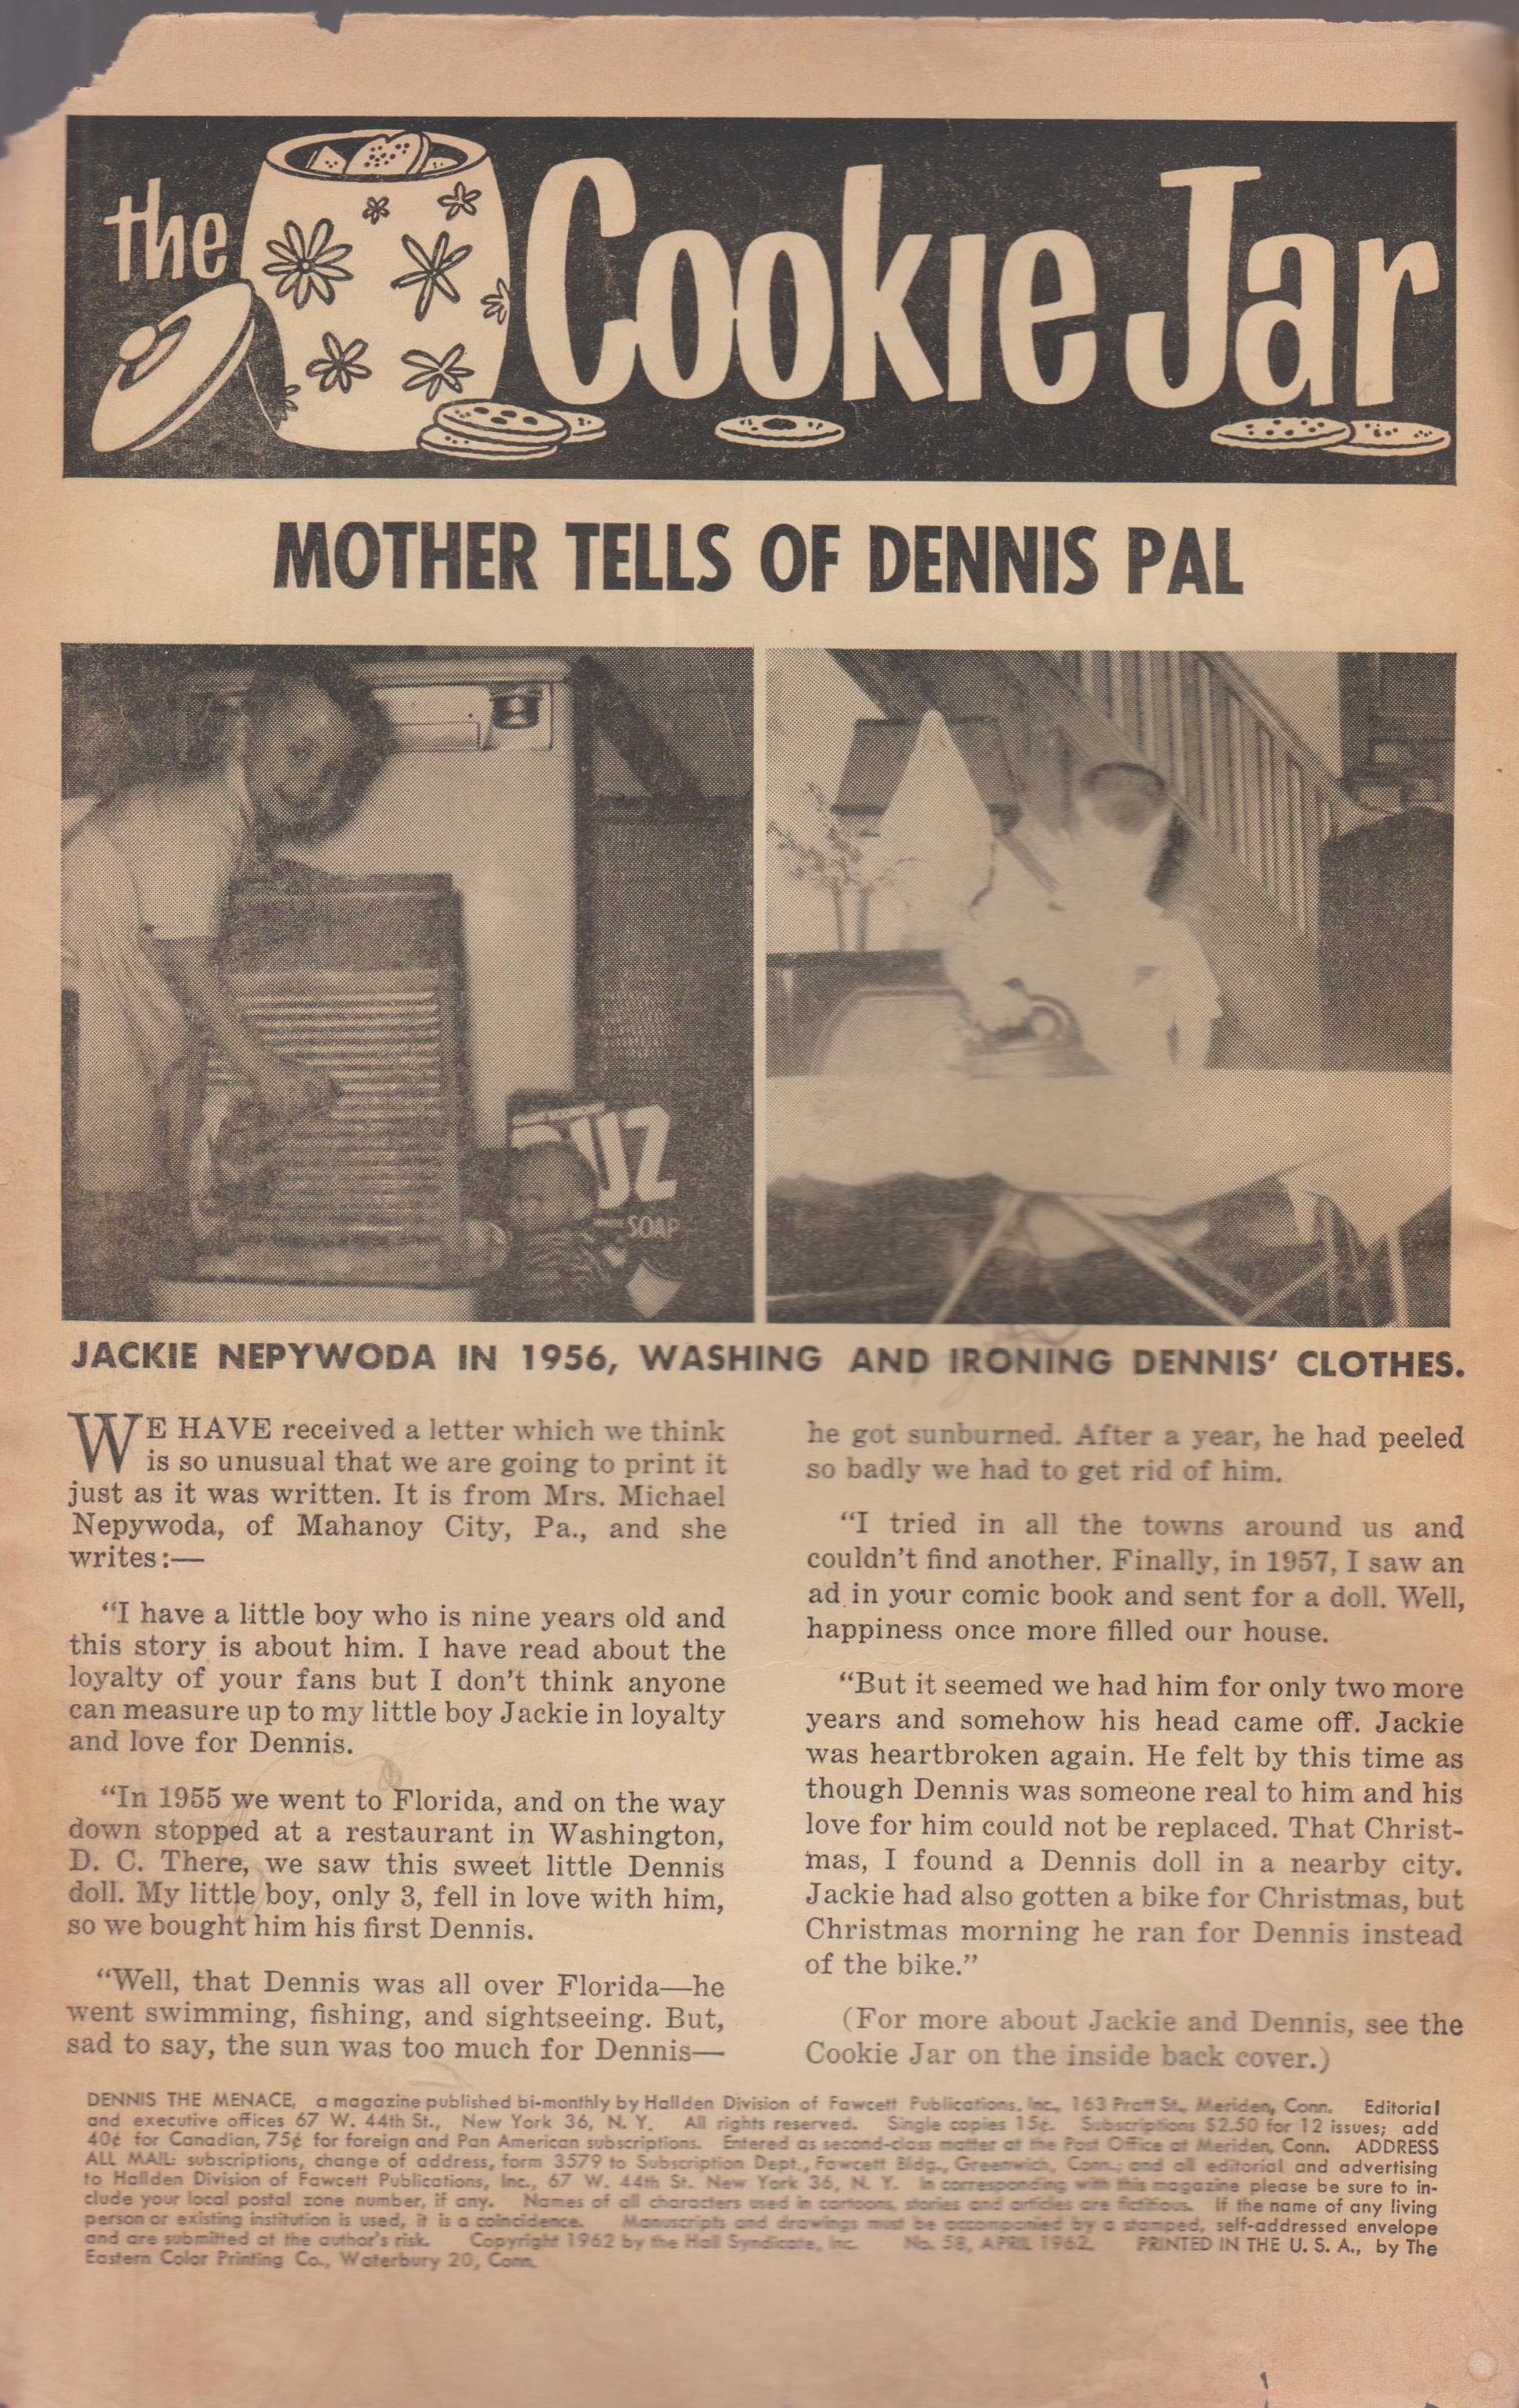 the Cookie Jar
MOTHER TELLS OF DENNIS PAL
SOAP
JACKIE NEPYWODA IN 1956, WASHING AND IRONING DENNIS' CLOTHES.
WE HAVE received a letter which we think
is so unusual that we are going to print it
just as it was written. It is from Mrs. Michael
Nepywoda, of Mahanoy City, Pa., and she
writes:—
"I have a little boy who is nine years old and
this story is about him. I have read about the
loyalty of your fans but I don't think anyone
can measure up to my little boy Jackie in loyalty
and love for Dennis.
"In 1955 we went to Florida, and on the way
down stopped at a restaurant in Washington,
D. C. There, we saw this sweet little Dennis
doll. My little boy, only 3, fell in love with him,
so we bought him his first Dennis.
"Well, that Dennis was all over Florida—he
went swimming, fishing, and sightseeing. But,
sad to say, the sun was too much for Dennis—
he got sunburned. After a year, he had peeled
so badly we had to get rid of him.
"I tried in all the towns around us and
couldn't find another. Finally, in 1957, I saw an
ad in your comic book and sent for a doll. Well,
happiness once more filled our house.
"But it seemed we had him for only two more
years and somehow his head came off. Jackie
was heartbroken again. He felt by this time as
though Dennis was someone real to him and his
love for him could not be replaced. That Christ-
mas, I found a Dennis doll in a nearby city.
Jackie had also gotten a bike for Christmas, but
Christmas morning he ran for Dennis instead
of the bike."
(For more about Jackie and Dennis, see the
Cookie Jar on the inside back cover.)
DENNIS THE MENACE, a magazine published bi-monthly by Hallden Division of Fawcett Publications, Inc., 163 Pratt St., Meriden, Conn. Editorial
and executive offices 67 W. 44th St., New York 36, N. Y. All rights reserved. Single copies 15¢. Subscriptions $2.50 for 12 issues; add
40¢ for Canadian, 75¢ for foreign and Pan American subscriptions. Entered as second-class matter at the Post Office at Meriden, Conn. ADDRESS
ALL MAIL: subscriptions, change of address, form 3579 to Subscription Dept., Fawcett Bldg., Greenwich, Conn.; and all editorial and advertising
to Hallden Division of Fawcett Publications, Inc., 67 W. 44th St. New York 36, N. Y. In corresponding with this magazine please be sure to in-
clude your local postal zone number, if any. Names of all characters used in cartoons, stories and articles are fictitious. If the name of any living
person or existing institution is used, it is a coincidence. Manuscripts and drawings must be accompanied by a stamped, self-addressed envelope
and are submitted at the author's risk. Copyright 1962 by the Hall Syndicate, Inc. No. 58, APRIL 1962. PRINTED IN THE U. S. A., by The
Eastern Color Printing Co., Waterbury 20, Conn.